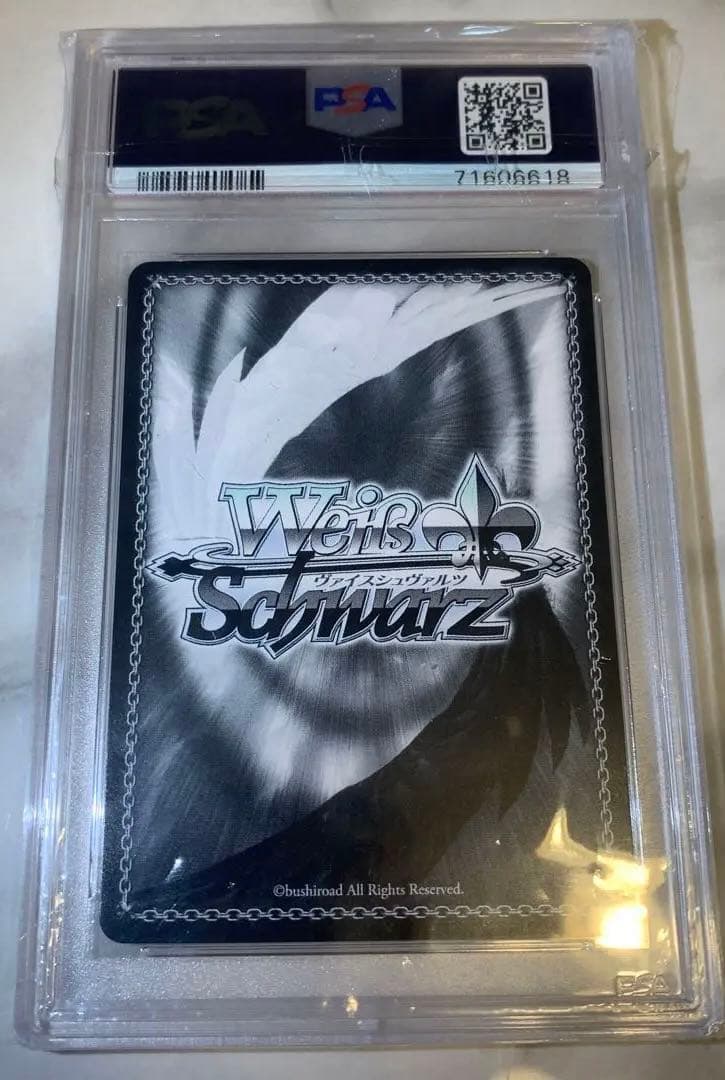 PSA
PSA
71606618
Weiß
ヴァイスシュヴァルツ
Schwarz
©bushiroad All Rights Reserved.
PSA